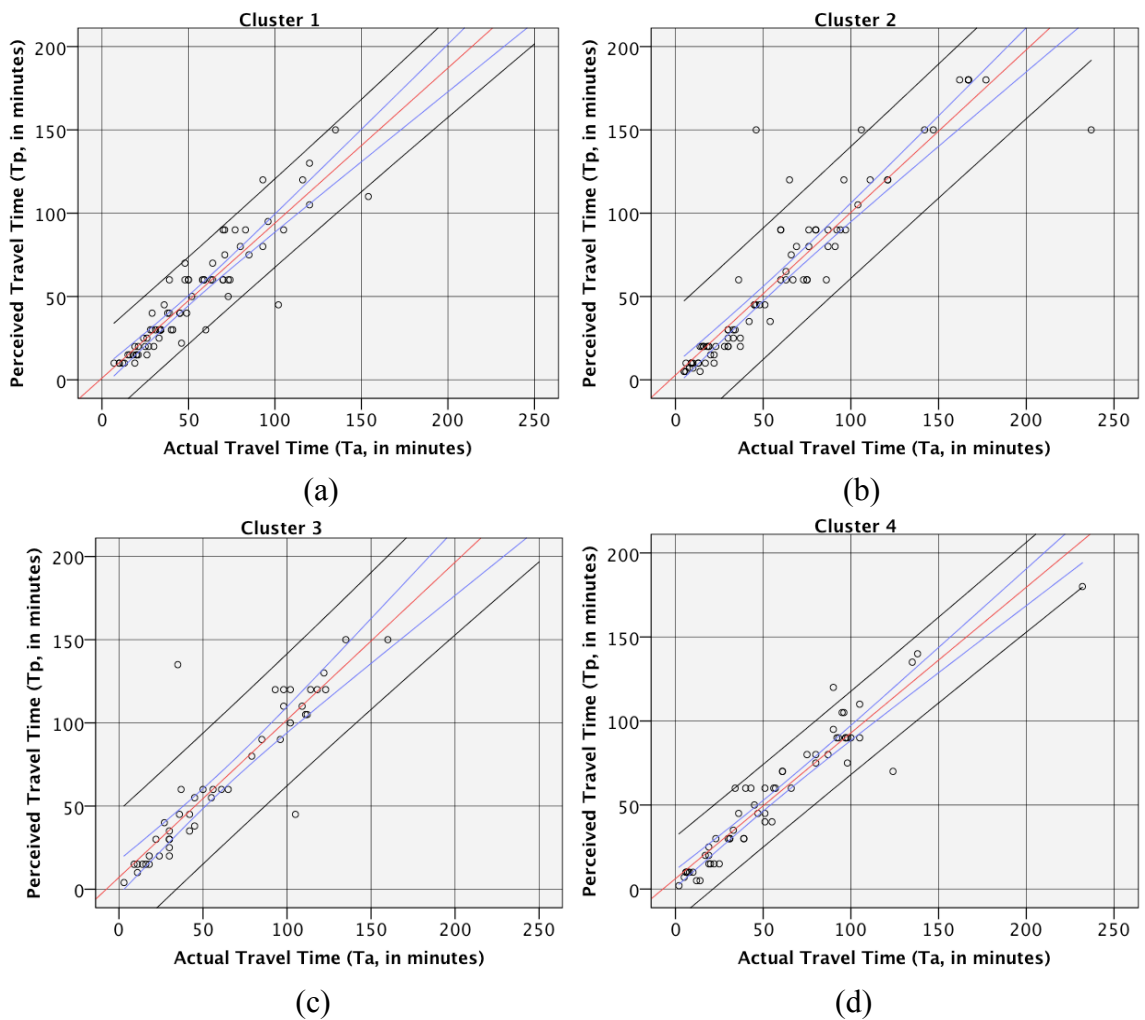 Cluster 1
Perceived Travel Time (Tp, in minutes)
200
150
100
50
0
0 50 100 150 200 250
Actual Travel Time (Ta, in minutes)
(a)
Cluster 2
Perceived Travel Time (Tp, in minutes)
200
150
100
50
0
0 50 100 150 200 250
Actual Travel Time (Ta, in minutes)
(b)
Cluster 3
Perceived Travel Time (Tp, in minutes)
200
150
100
50
0
0 50 100 150 200 250
Actual Travel Time (Ta, in minutes)
(c)
Cluster 4
Perceived Travel Time (Tp, in minutes)
200
150
100
50
0
0 50 100 150 200 250
Actual Travel Time (Ta, in minutes)
(d)